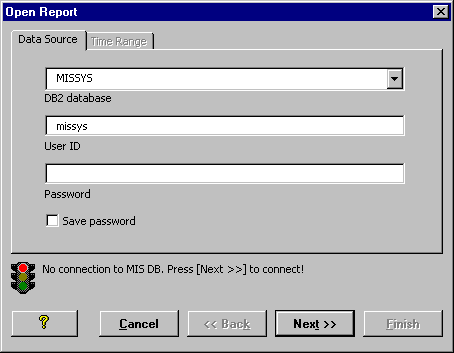 Open Report
Data Source Time Range
MISSYS
DB2 database
missys
User ID
Password
Save password
No connection to MIS DB. Press [Next >>] to connect!
? Cancel << Back Next >> Finish